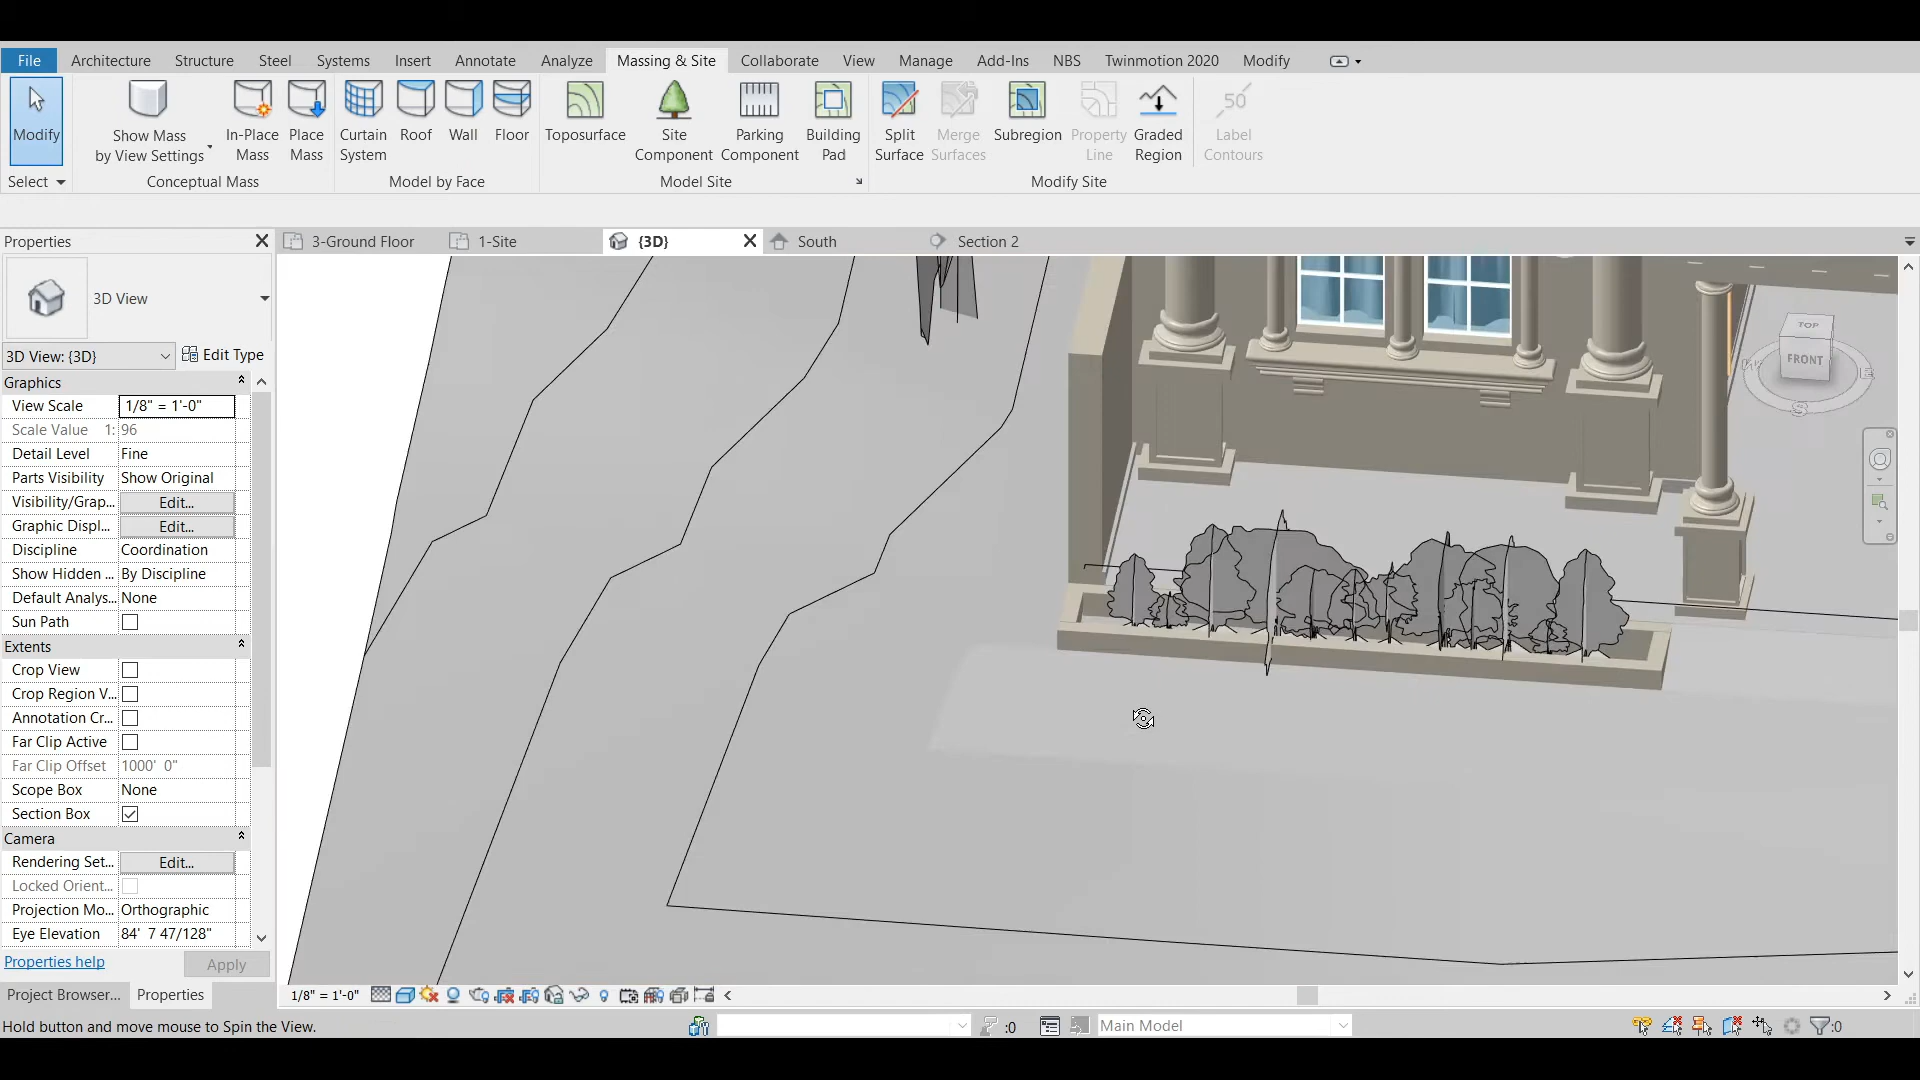 File Architecture Structure Steel Systems Insert Annotate Analyze Massing & Site Collaborate View Manage Add-Ins NBS Twinmotion 2020 Modify
Modify
Show Mass
by View Settings
In-Place
Mass
Place
Mass
Curtain
System
Roof
Wall
Floor
Toposurface
Site
Component
Parking
Component
Building
Pad
Split
Surface
Merge
Surfaces
Subregion
Property
Line
Graded
Region
50
Label
Contours
Select
Conceptual Mass
Model by Face
Model Site
Modify Site
Properties
3-Ground Floor
1-Site
{3D}
South
Section 2
3D View
3D View: {3D}
Edit Type
Graphics
View Scale 1/8" = 1'-0"
Scale Value 1: 96
Detail Level Fine
Parts Visibility Show Original
Visibility/Grap... Edit...
Graphic Displ... Edit...
Discipline Coordination
Show Hidden ... By Discipline
Default Analys... None
Sun Path
Extents
Crop View
Crop Region V...
Annotation Cr...
Far Clip Active
Far Clip Offset 1000' 0"
Scope Box None
Section Box
Camera
Rendering Set... Edit...
Locked Orient...
Projection Mo... Orthographic
Eye Elevation 84' 7 47/128"
Properties help
Apply
Project Browser...
Properties
TOP
FRONT
E
S
1/8" = 1'-0"
Hold button and move mouse to Spin the View.
:0
Main Model
:0